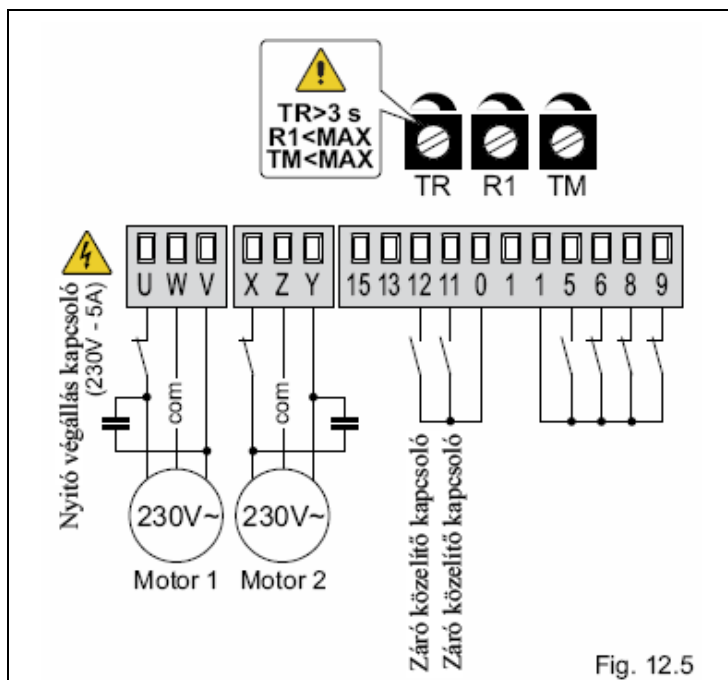 TR>3 s
R1<MAX
TM<MAX
TR R1 TM
U W V X Z Y 15 13 12 11 0 1 1 5 6 8 9
Nyitó végállás kapcsoló
(230V - 5A)
com com
230V~ 230V~
Motor 1 Motor 2
Záró közelítő kapcsoló
Záró közelítő kapcsoló
Fig. 12.5